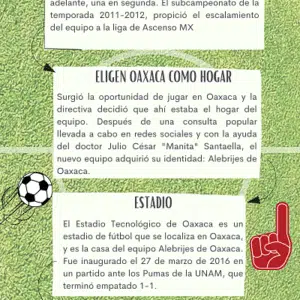 adelante, una en segunda. El subcampeonato de la
temporada 2011-2012, propició el escalamiento
del equipo a la liga de Ascenso MX
ELIGEN OAXACA COMO HOGAR
Surgió la oportunidad de jugar en Oaxaca y la
directiva decidió que ahí estaba el hogar del
equipo. Después de una consulta popular
llevada a cabo en redes sociales y con la ayuda
del doctor Julio César "Manita" Santaella, el
nuevo equipo adquirió su identidad: Alebrijes de
Oaxaca.
ESTADIO
El Estadio Tecnológico de Oaxaca es un
estadio de fútbol que se localiza en Oaxaca,
y es la casa del equipo Alebrijes de Oaxaca.
Fue inaugurado el 27 de marzo de 2016 en
un partido ante los Pumas de la UNAM, que
terminó empatado 1-1.